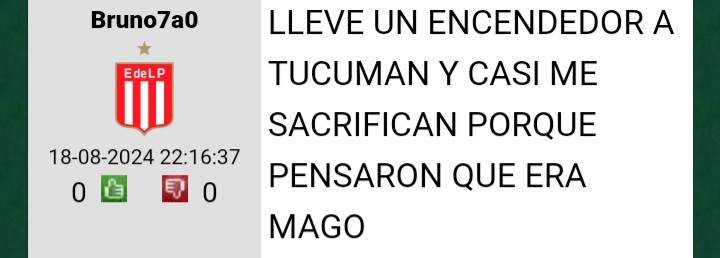 Bruno7a0
EdeLP
18-08-2024 22:16:37
0 0
LLEVE UN ENCENDEDOR A
TUCUMAN Y CASI ME
SACRIFICAN PORQUE
PENSARON QUE ERA
MAGO